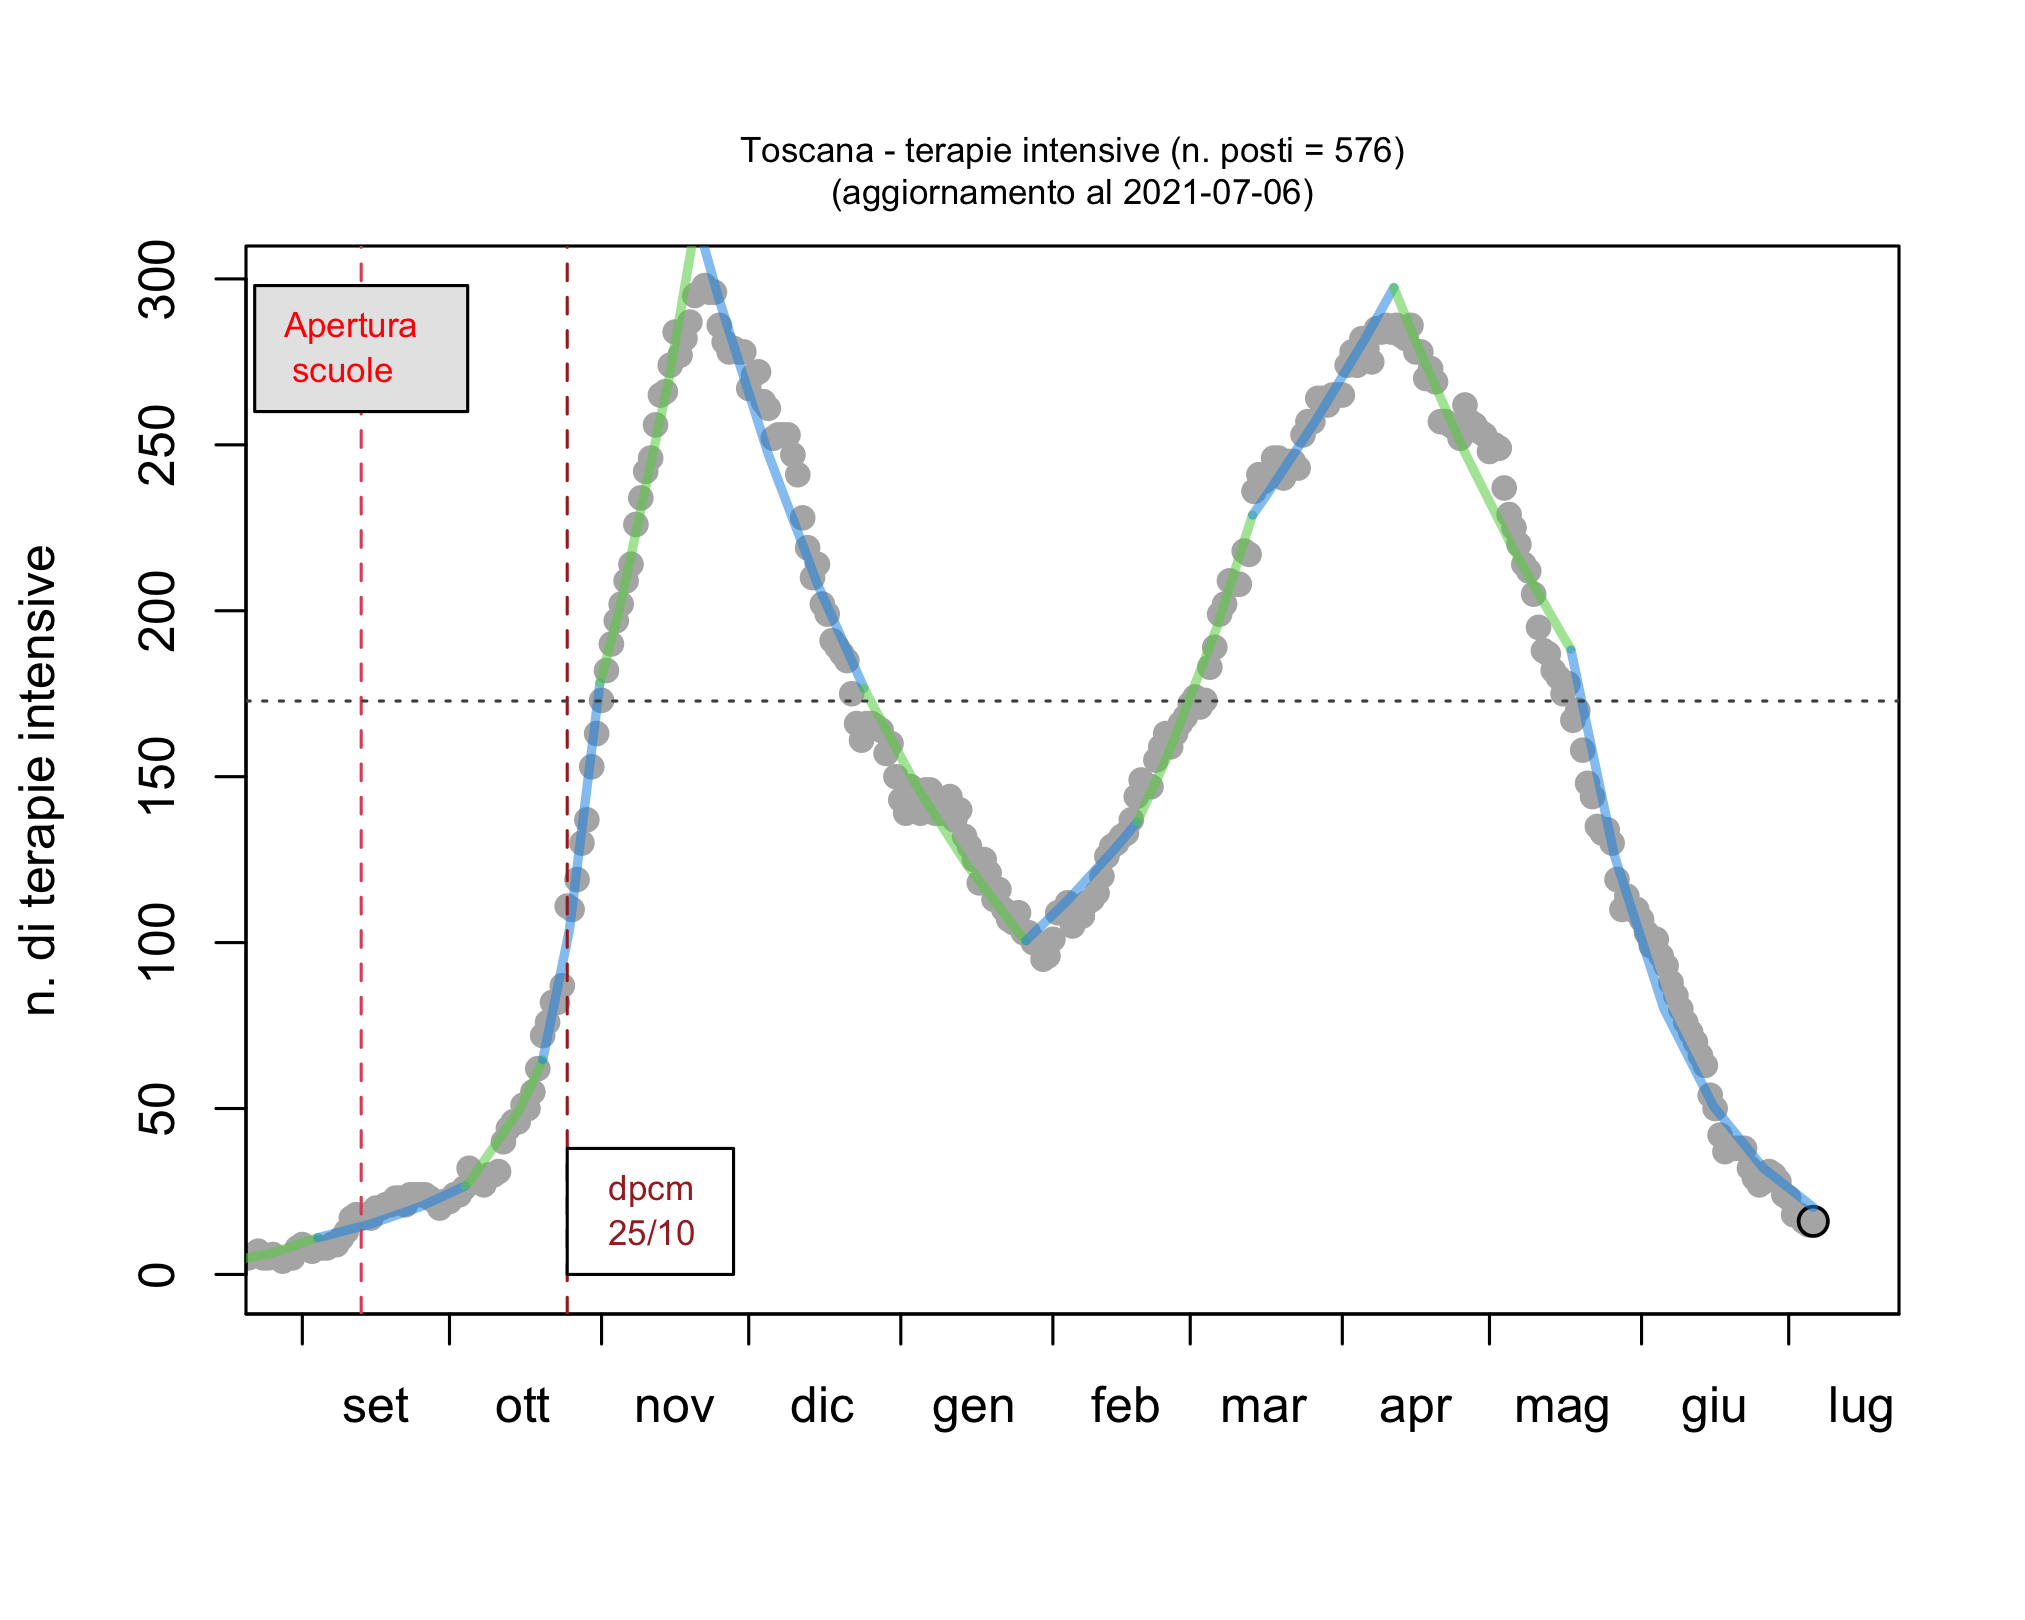 Toscana - terapie intensive (n. posti = 576)
(aggiornamento al 2021-07-06)
n. di terapie intensive
300
250
200
150
100
50
0
Apertura
scuole
dpcm
25/10
set ott nov dic gen feb mar apr mag giu lug